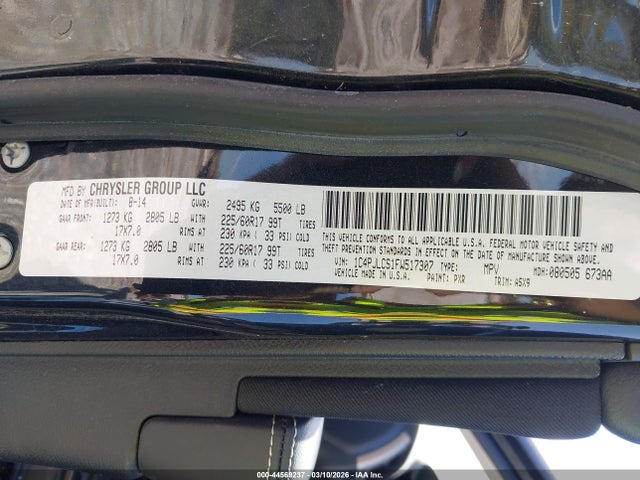 MFD BY CHRYSLER GROUP LLC
DATE OF MFR(BUILT): 8-14 GVWR: 2495 KG 5500 LB
GAWR FRONT: 1273 KG 2805 LB WITH 225/60R17 99T TIRES
17X7.0 RIMS AT 230 KPA ( 33 PSI) COLD
GAWR REAR: 1273 KG 2805 LB WITH 225/60R17 99T TIRES
17X7.0 RIMS AT 230 KPA ( 33 PSI) COLD
THIS VEHICLE CONFORMS TO ALL APPLICABLE U.S.A. FEDERAL MOTOR VEHICLE SAFETY AND
THEFT PREVENTION STANDARDS IN EFFECT ON THE DATE OF MANUFACTURE SHOWN ABOVE.
VIN: 1C4PJLCS1FW517307 TYPE: MPV MDH: 080505 673AA
MADE IN U.S.A. PAINT: PXR TRIM: A5X9
000-44569237 - 03/10/2026 - IAAI.COM